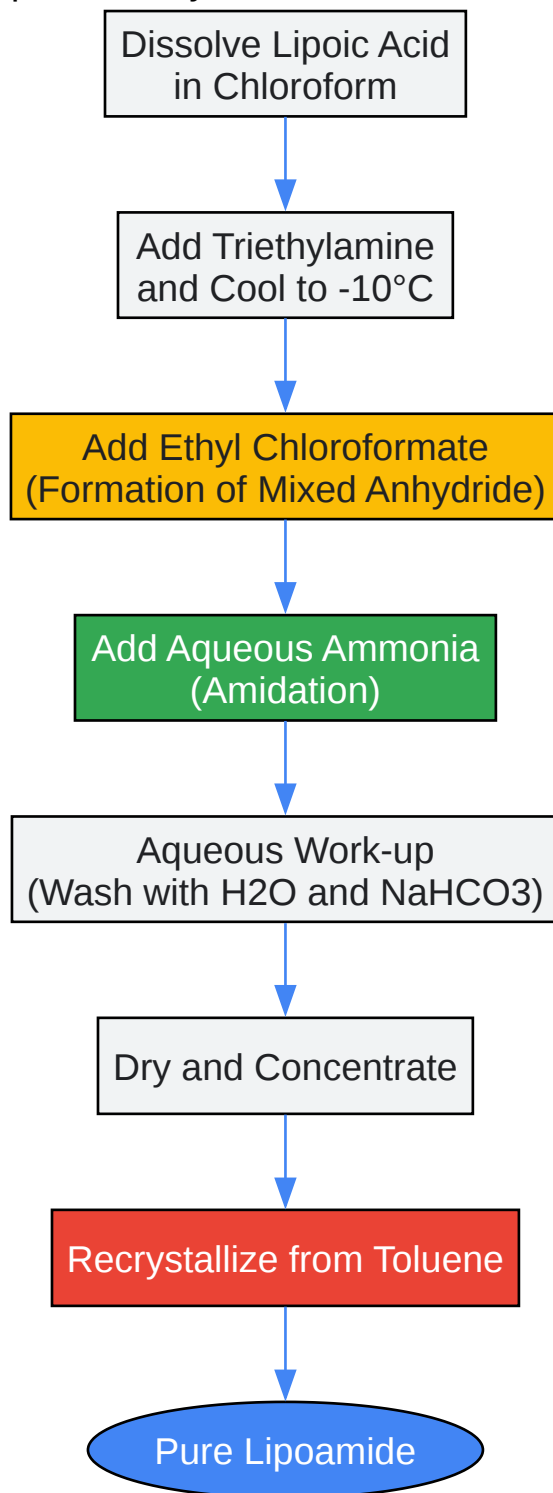 Dissolve Lipoic Acid
in Chloroform
Add Triethylamine
and Cool to -10°C
Add Ethyl Chloroformate
(Formation of Mixed Anhydride)
Add Aqueous Ammonia
(Amidation)
Aqueous Work-up
(Wash with H2O and NaHCO3)
Dry and Concentrate
Recrystallize from Toluene
Pure Lipoamide